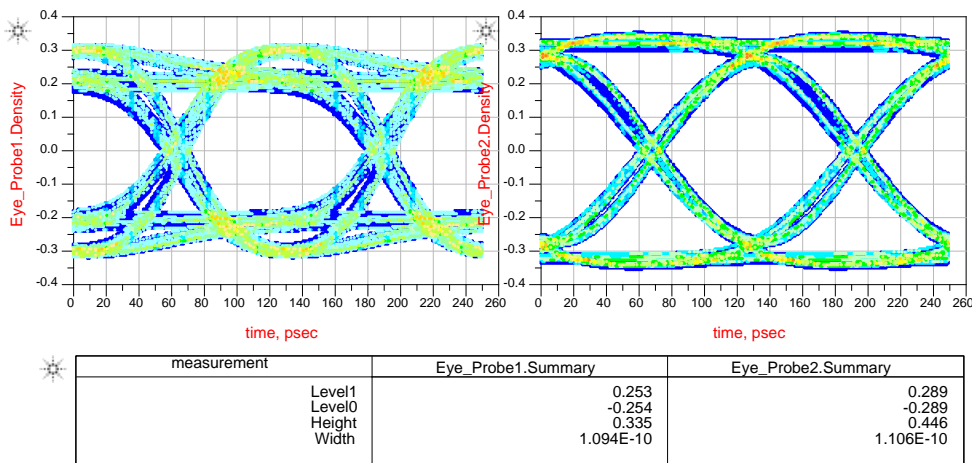 0.4
0.3
0.2
0.1
0.0
-0.1
-0.2
-0.3
-0.4
Eye_Probe1.Density
0 20 40 60 80 100 120 140 160 180 200 220 240 260
time, psec
0.4
0.3
0.2
0.1
0.0
-0.1
-0.2
-0.3
-0.4
Eye_Probe2.Density
0 20 40 60 80 100 120 130 140 160 180 200 220 240 260
time, psec
measurement Eye_Probe1.Summary Eye_Probe2.Summary
Level1 0.253 0.289
Level0 -0.254 -0.289
Height 0.335 0.446
Width 1.094E-10 1.106E-10